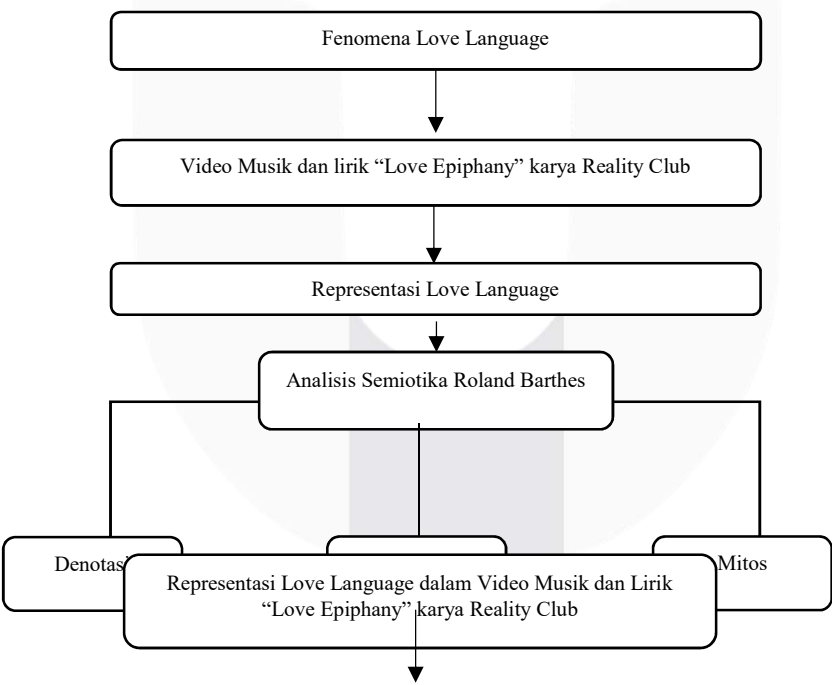 Fenomena Love Language
Video Musik dan lirik “Love Epiphany” karya Reality Club
Representasi Love Language
Analisis Semiotika Roland Barthes
Denotasi
Mitos
Representasi Love Language dalam Video Musik dan Lirik
“Love Epiphany” karya Reality Club